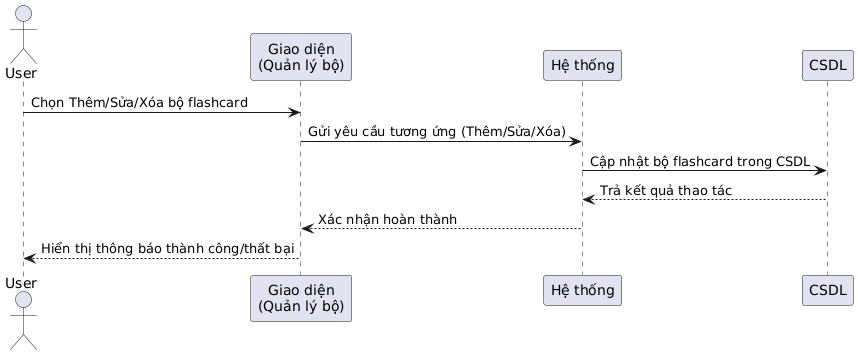 User
Giao diện
(Quản lý bộ)
Hệ thống
CSDL
Chọn Thêm/Sửa/Xóa bộ flashcard
Gửi yêu cầu tương ứng (Thêm/Sửa/Xóa)
Cập nhật bộ flashcard trong CSDL
Trả kết quả thao tác
Xác nhận hoàn thành
Hiển thị thông báo thành công/thất bại
User
Giao diện
(Quản lý bộ)
Hệ thống
CSDL